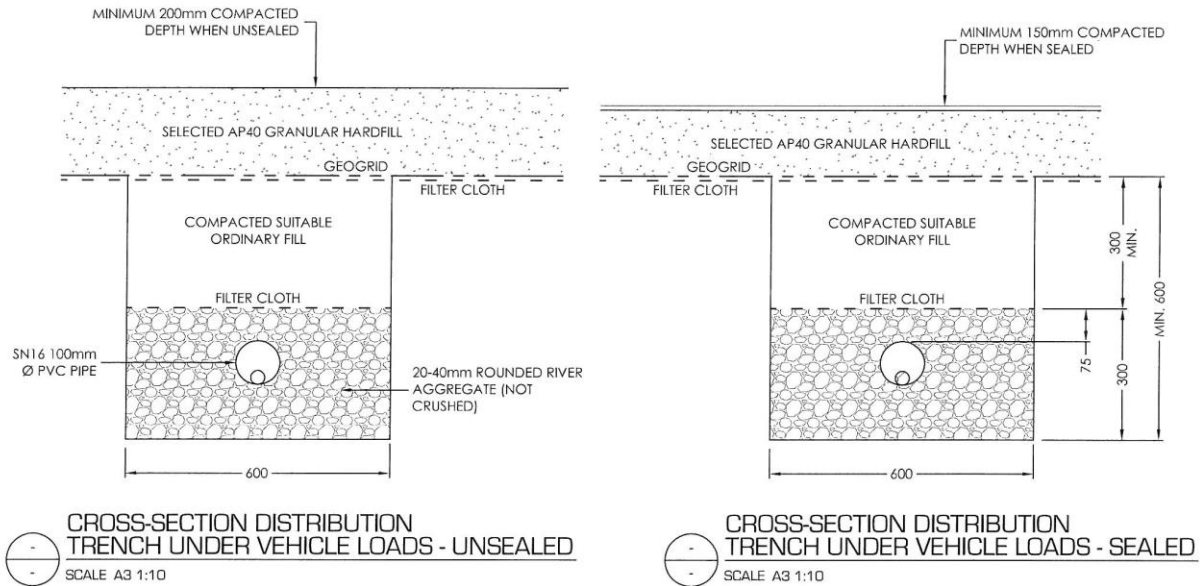 MINIMUM 200mm COMPACTED
DEPTH WHEN UNSEALED
SELECTED AP40 GRANULAR HARDFILL
GEOGRID
FILTER CLOTH
COMPACTED SUITABLE
ORDINARY FILL
FILTER CLOTH
SN16 100mm
Ø PVC PIPE
20-40mm ROUNDED RIVER
AGGREGATE (NOT
CRUSHED)
600
CROSS-SECTION DISTRIBUTION
TRENCH UNDER VEHICLE LOADS - UNSEALED
SCALE A3 1:10
MINIMUM 150mm COMPACTED
DEPTH WHEN SEALED
SELECTED AP40 GRANULAR HARDFILL
GEOGRID
FILTER CLOTH
COMPACTED SUITABLE
ORDINARY FILL
FILTER CLOTH
300
MIN.
MIN. 600
75
300
600
CROSS-SECTION DISTRIBUTION
TRENCH UNDER VEHICLE LOADS - SEALED
SCALE A3 1:10